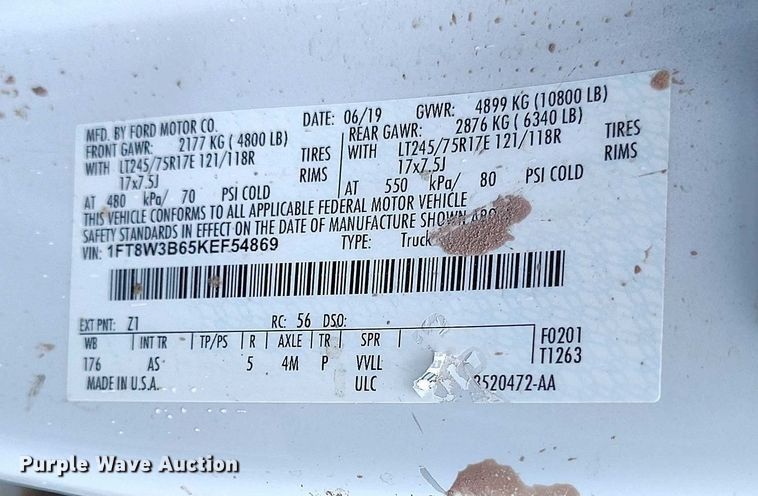 MFD. BY FORD MOTOR CO.
DATE: 06/19 GVWR: 4899 KG (10800 LB)
FRONT GAWR: 2177 KG ( 4800 LB)
REAR GAWR: 2876 KG ( 6340 LB)
WITH LT245/75R17E 121/118R TIRES
WITH LT245/75R17E 121/118R TIRES
17x7.5J RIMS
17x7.5J RIMS
AT 480 kPa/ 70 PSI COLD
AT 550 kPa/ 80 PSI COLD
THIS VEHICLE CONFORMS TO ALL APPLICABLE FEDERAL MOTOR VEHICLE
SAFETY STANDARDS IN EFFECT ON THE DATE OF MANUFACTURE SHOWN
VIN: 1FT8W3B65KEF54869 TYPE: Truck
EXT PNT: Z1 RC: 56 DSO:
WB INT TR TP/PS R AXLE TR SPR F0201
176 AS 5 4M P VVLL T1263
MADE IN U.S.A. ULC 3520472-AA
Purple Wave Auction